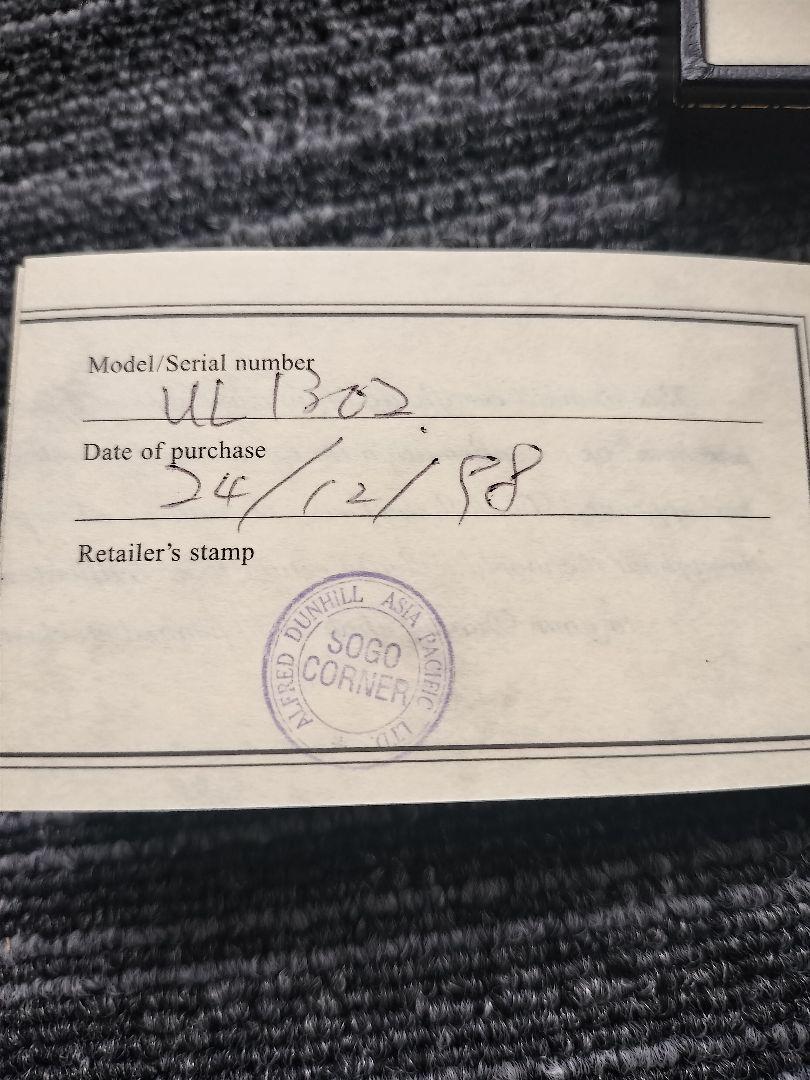 Model/Serial number
UL 1302
Date of purchase
24/12/98
Retailer's stamp
ALFRED DUNHILL ASIA PACIFIC LTD.
SOGO
CORNER